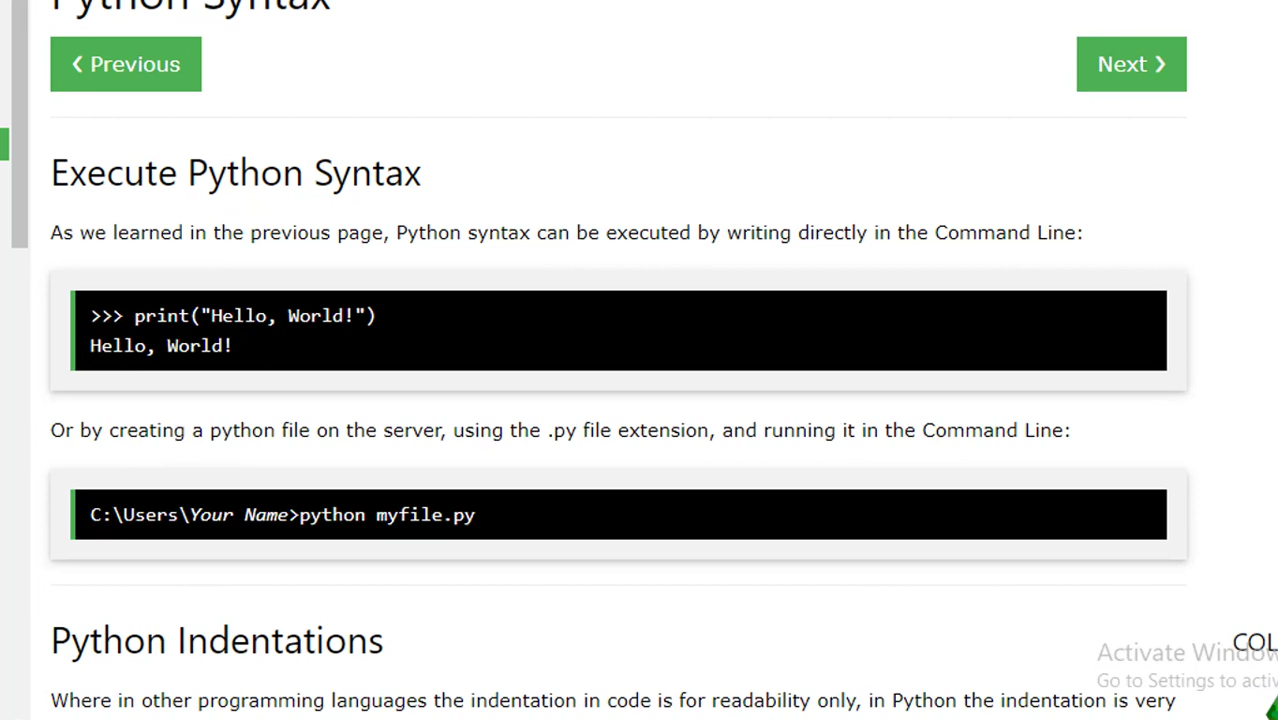 Python Syntax
❮ Previous
Next ❯
Execute Python Syntax
As we learned in the previous page, Python syntax can be executed by writing directly in the Command Line:
>>> print("Hello, World!")
Hello, World!
Or by creating a python file on the server, using the .py file extension, and running it in the Command Line:
C:\Users\Your Name>python myfile.py
Python Indentations
COL
Activate Window
Go to Settings to activ
Where in other programming languages the indentation in code is for readability only, in Python the indentation is very